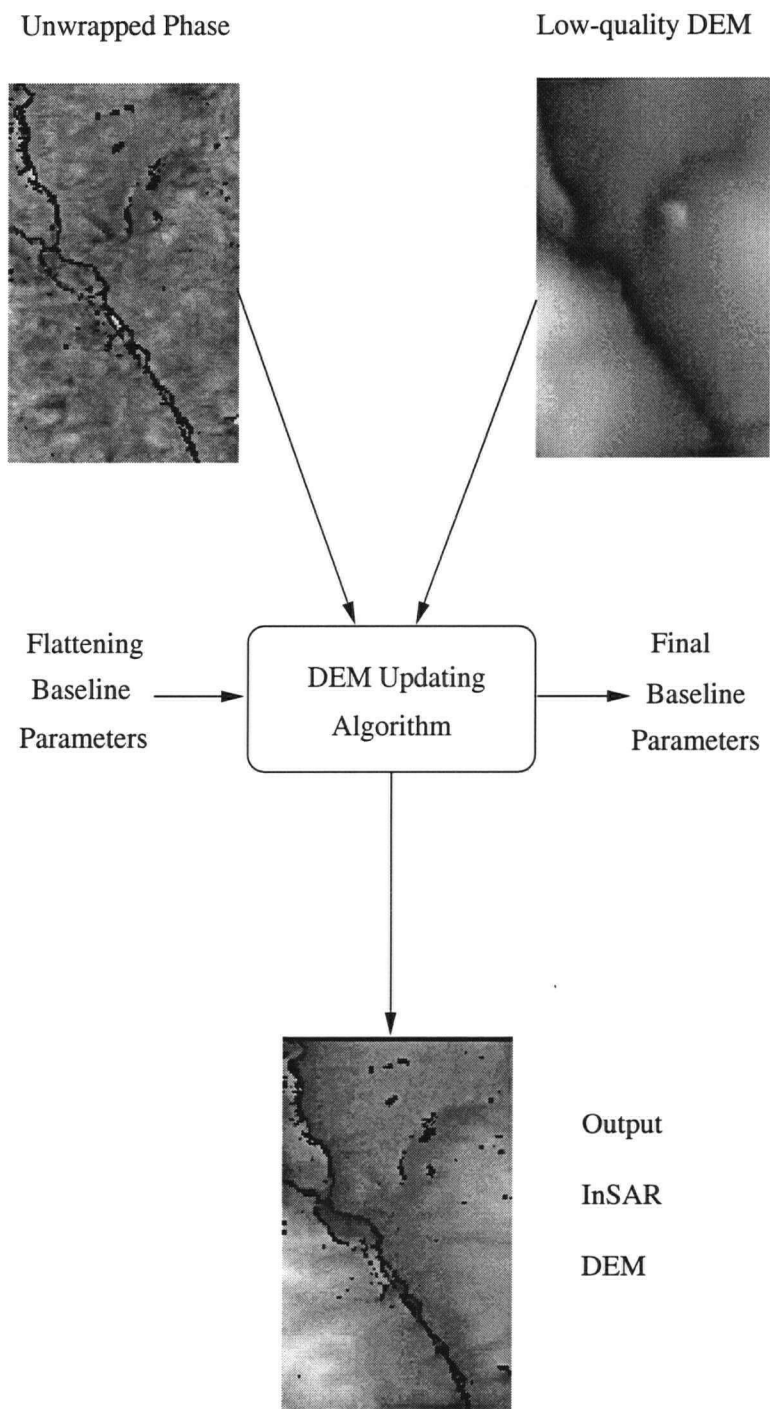 Unwrapped Phase
Low-quality DEM
Flattening
Baseline
Parameters
DEM Updating
Algorithm
Final
Baseline
Parameters
Output
InSAR
DEM